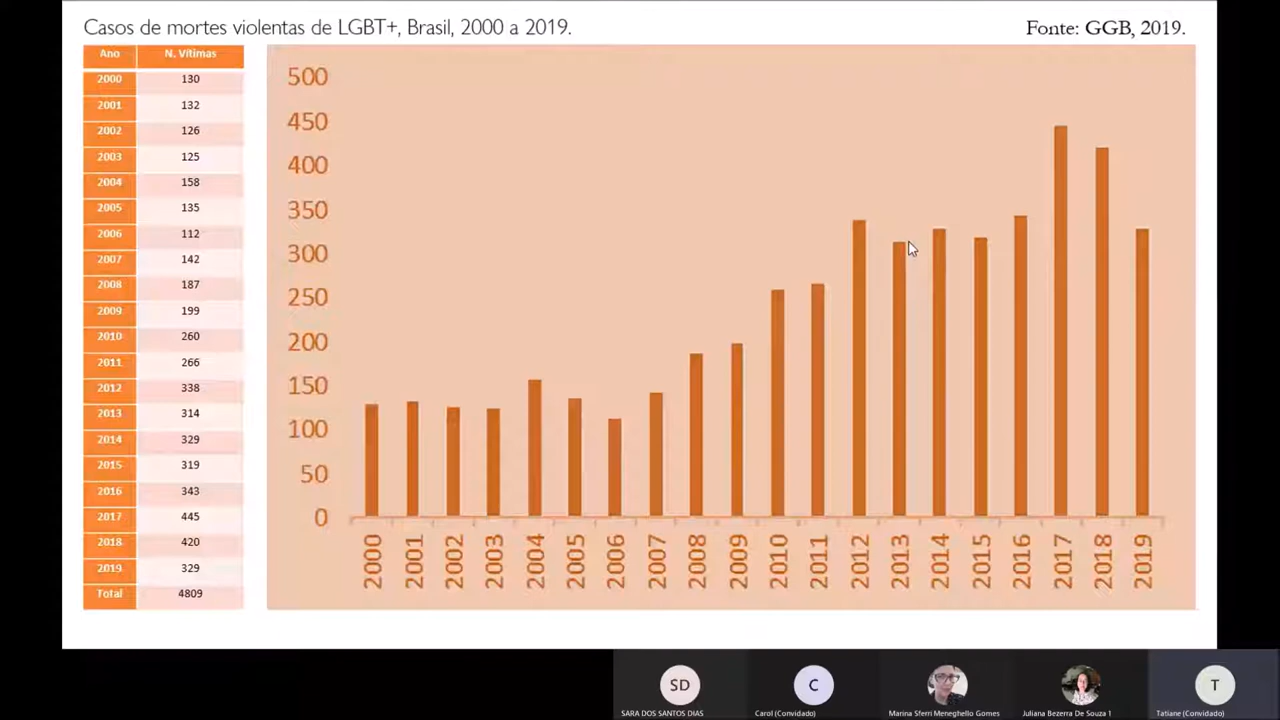 Casos de mortes violentas de LGBT+, Brasil, 2000 a 2019.
Fonte: GGB, 2019.
Ano N. Vítimas
2000 130
2001 132
2002 126
2003 125
2004 158
2005 135
2006 112
2007 142
2008 187
2009 199
2010 260
2011 266
2012 338
2013 314
2014 329
2015 319
2016 343
2017 445
2018 420
2019 329
Total 4809
500
450
400
350
300
250
200
150
100
50
0
2000 2001 2002 2003 2004 2005 2006 2007 2008 2009 2010 2011 2012 2013 2014 2015 2016 2017 2018 2019
SD
C
T
SARA DOS SANTOS DIAS
Carol (Convidado)
Marina Sferri Meneghello Gomes
Juliana Bezerra De Souza 1
Tatiane (Convidado)